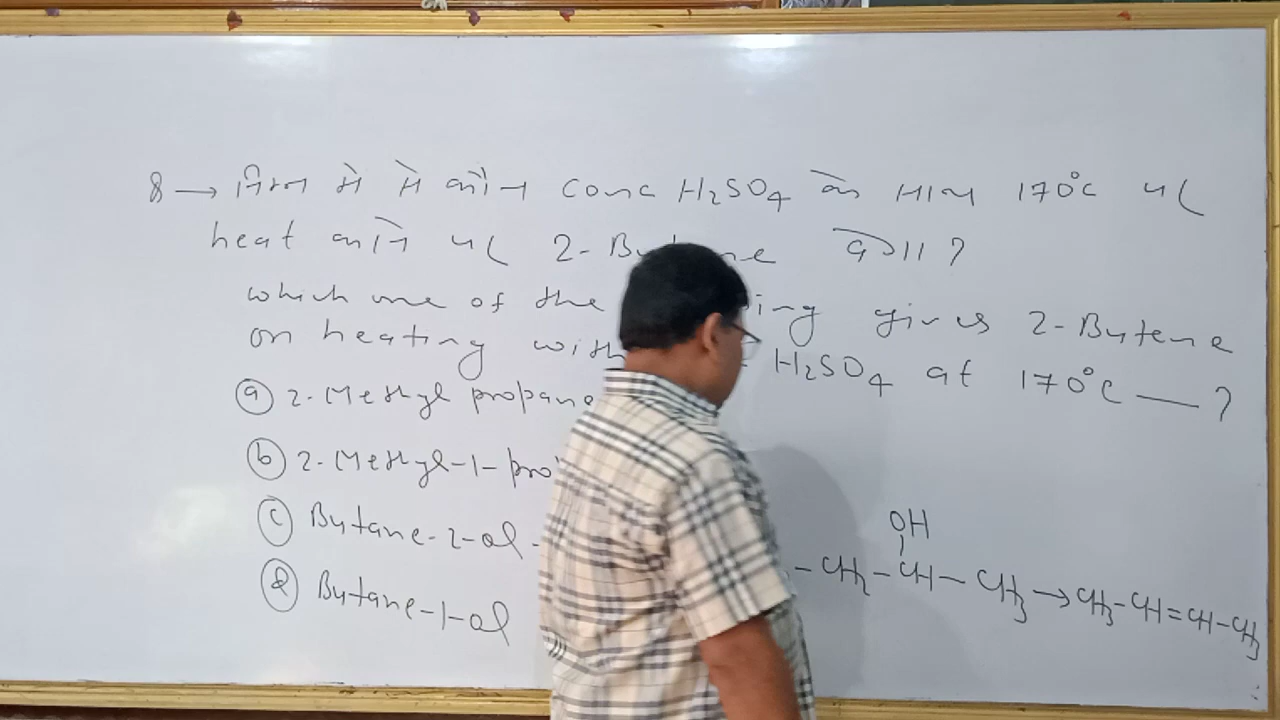 8 → निम्न में से कौन Conc H₂SO₄ के साथ 170°C पर
heat करने पर 2-Bu ne देगा ?
which one of the ing gives 2-Butene
on heating with H₂SO₄ at 170°C — ?
(a) 2-Methyl propane
(b) 2-Methyl-1-pro
(c) Butane-2-ol -
(d) Butane-1-ol
OH
- CH₂ - CH - CH₃ → CH₃-CH=CH-CH₃